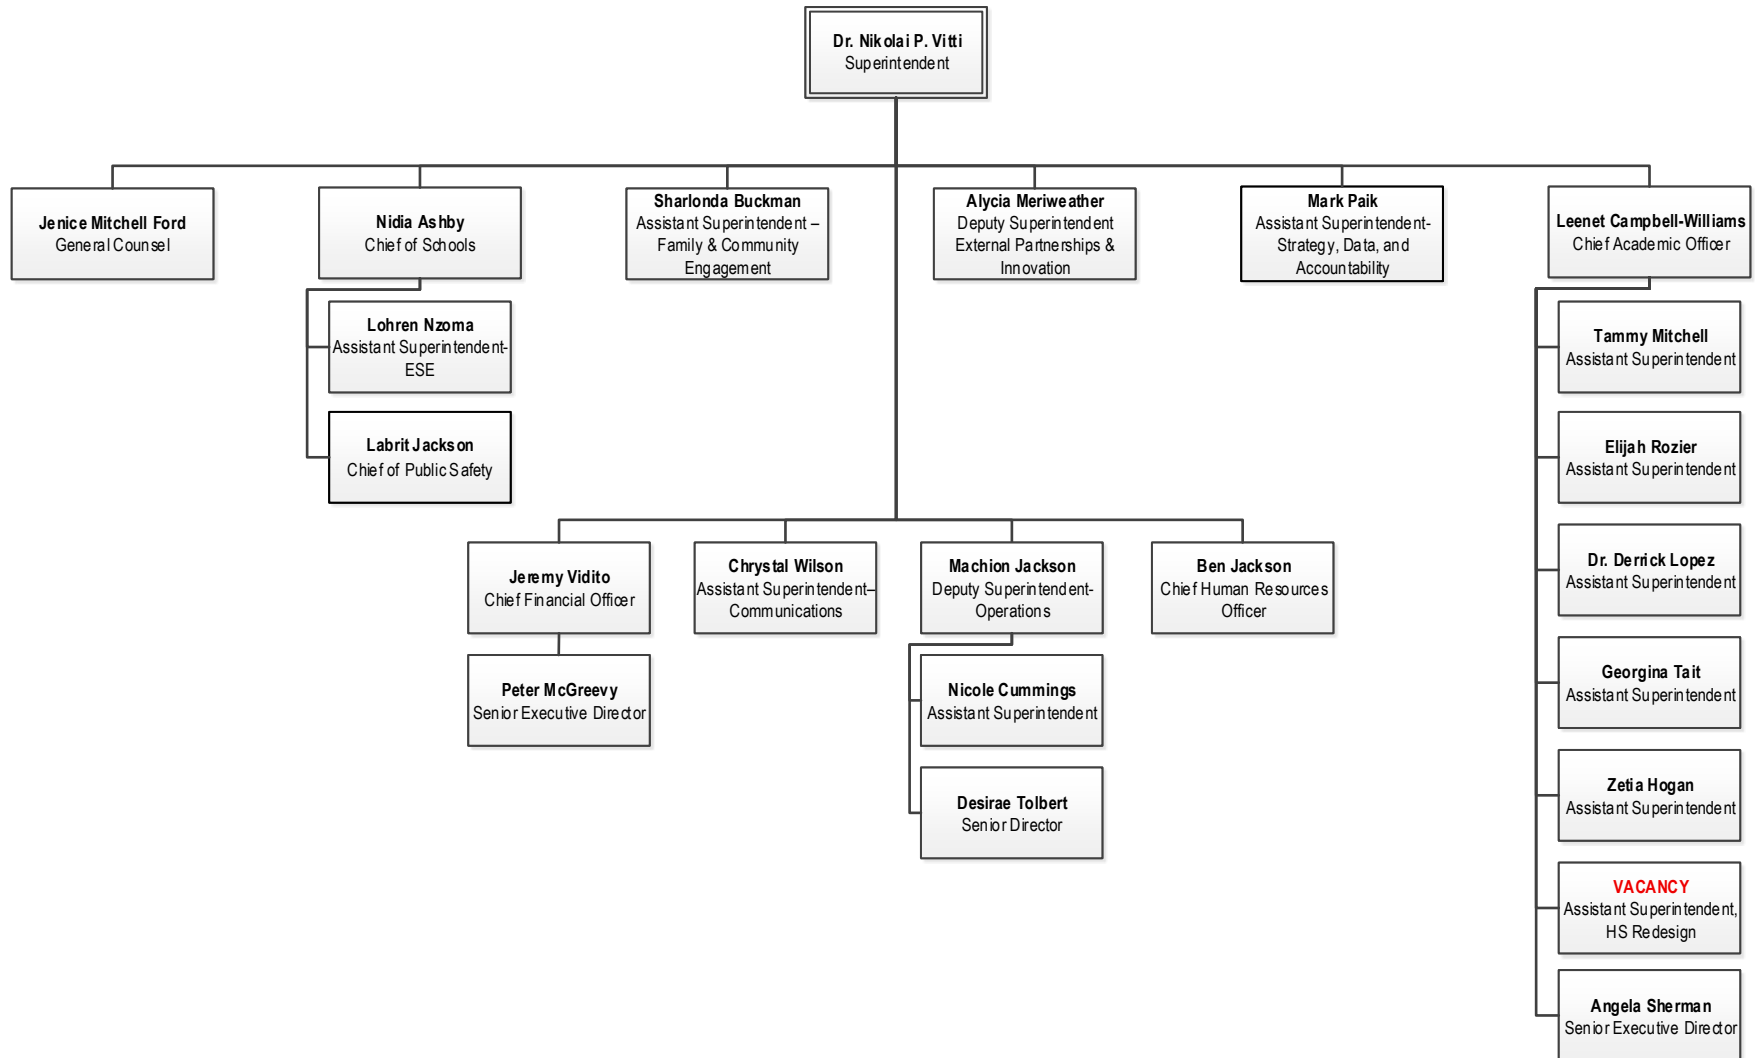 Dr. Nikolai P. Vitti
Superintendent
Jenice Mitchell Ford
General Counsel
Nidia Ashby
Chief of Schools
Sharlonda Buckman
Assistant Superintendent –
Family & Community
Engagement
Alycia Meriweather
Deputy Superintendent
External Partnerships &
Innovation
Mark Paik
Assistant Superintendent-
Strategy, Data, and
Accountability
Leenet Campbell-Williams
Chief Academic Officer
Lohren Nzoma
Assistant Superintendent-
ESE
Labrit Jackson
Chief of Public Safety
Jeremy Vidito
Chief Financial Officer
Peter McGreevy
Senior Executive Director
Chrystal Wilson
Assistant Superintendent–
Communications
Machion Jackson
Deputy Superintendent-
Operations
Nicole Cummings
Assistant Superintendent
Desirae Tolbert
Senior Director
Ben Jackson
Chief Human Resources
Officer
Tammy Mitchell
Assistant Superintendent
Elijah Rozier
Assistant Superintendent
Dr. Derrick Lopez
Assistant Superintendent
Georgina Tait
Assistant Superintendent
Zetia Hogan
Assistant Superintendent
VACANCY
Assistant Superintendent,
HS Redesign
Angela Sherman
Senior Executive Director